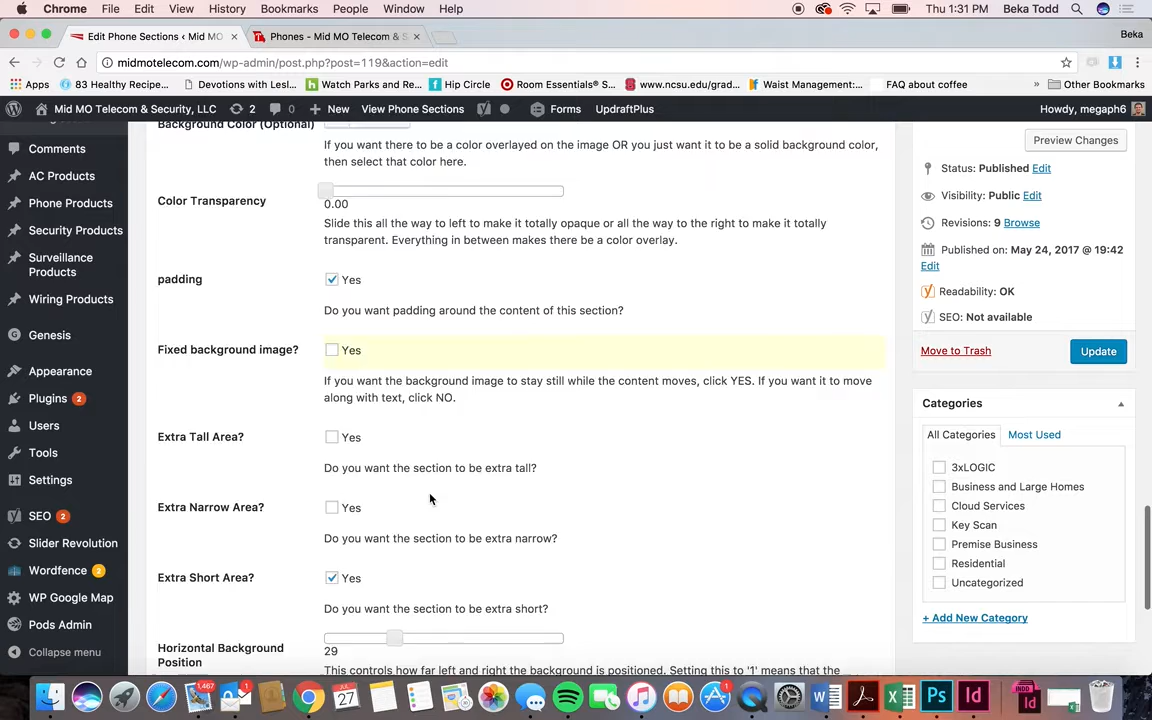 Chrome File Edit View History Bookmarks People Window Help Thu 1:31 PM Beka Todd
Edit Phone Sections ‹ Mid MO × Phones - Mid MO Telecom & S × Beka
midmotelecom.com/wp-admin/post.php?post=119&action=edit
Apps 83 Healthy Recipe... Devotions with Lesl... Watch Parks and Re... Hip Circle Room Essentials® S... www.ncsu.edu/grad... Waist Management:... FAQ about coffee » Other Bookmarks
Mid MO Telecom & Security, LLC 2 0 + New View Phone Sections Forms UpdraftPlus Howdy, megaph6
Comments
AC Products
Phone Products
Security Products
Surveillance
Products
Wiring Products
Genesis
Appearance
Plugins 2
Users
Tools
Settings
SEO 2
Slider Revolution
Wordfence 2
WP Google Map
Pods Admin
Collapse menu
Background Color (Optional)
If you want there to be a color overlayed on the image OR you just want it to be a solid background color,
then select that color here.
Color Transparency
0.00
Slide this all the way to left to make it totally opaque or all the way to the right to make it totally
transparent. Everything in between makes there be a color overlay.
padding Yes
Do you want padding around the content of this section?
Fixed background image? Yes
If you want the background image to stay still while the content moves, click YES. If you want it to move
along with text, click NO.
Extra Tall Area? Yes
Do you want the section to be extra tall?
Extra Narrow Area? Yes
Do you want the section to be extra narrow?
Extra Short Area? Yes
Do you want the section to be extra short?
Horizontal Background
Position
29
This controls how far left and right the background is positioned. Setting this to '1' means that the
Preview Changes
Status: Published Edit
Visibility: Public Edit
Revisions: 9 Browse
Published on: May 24, 2017 @ 19:42
Edit
Readability: OK
SEO: Not available
Move to Trash Update
Categories
All Categories Most Used
3xLOGIC
Business and Large Homes
Cloud Services
Key Scan
Premise Business
Residential
Uncategorized
+ Add New Category
1,467 1 JUL 27 1 W X Ps Id INDD Id